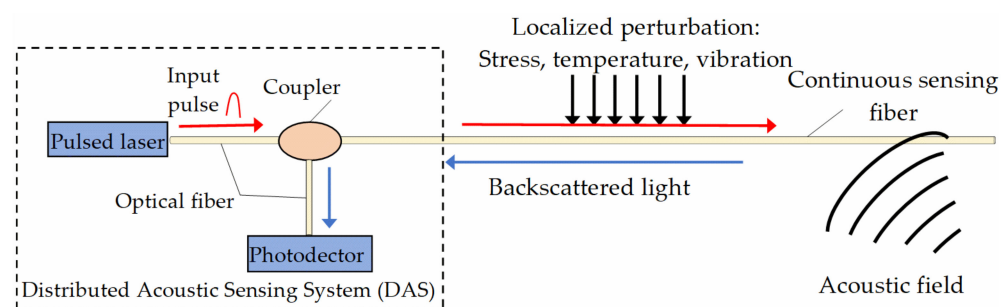 Localized perturbation:
Stress, temperature, vibration
Input
pulse
Coupler
Continuous sensing
fiber
Pulsed laser
Optical fiber
Backscattered light
Photodector
Acoustic field
Distributed Acoustic Sensing System (DAS)